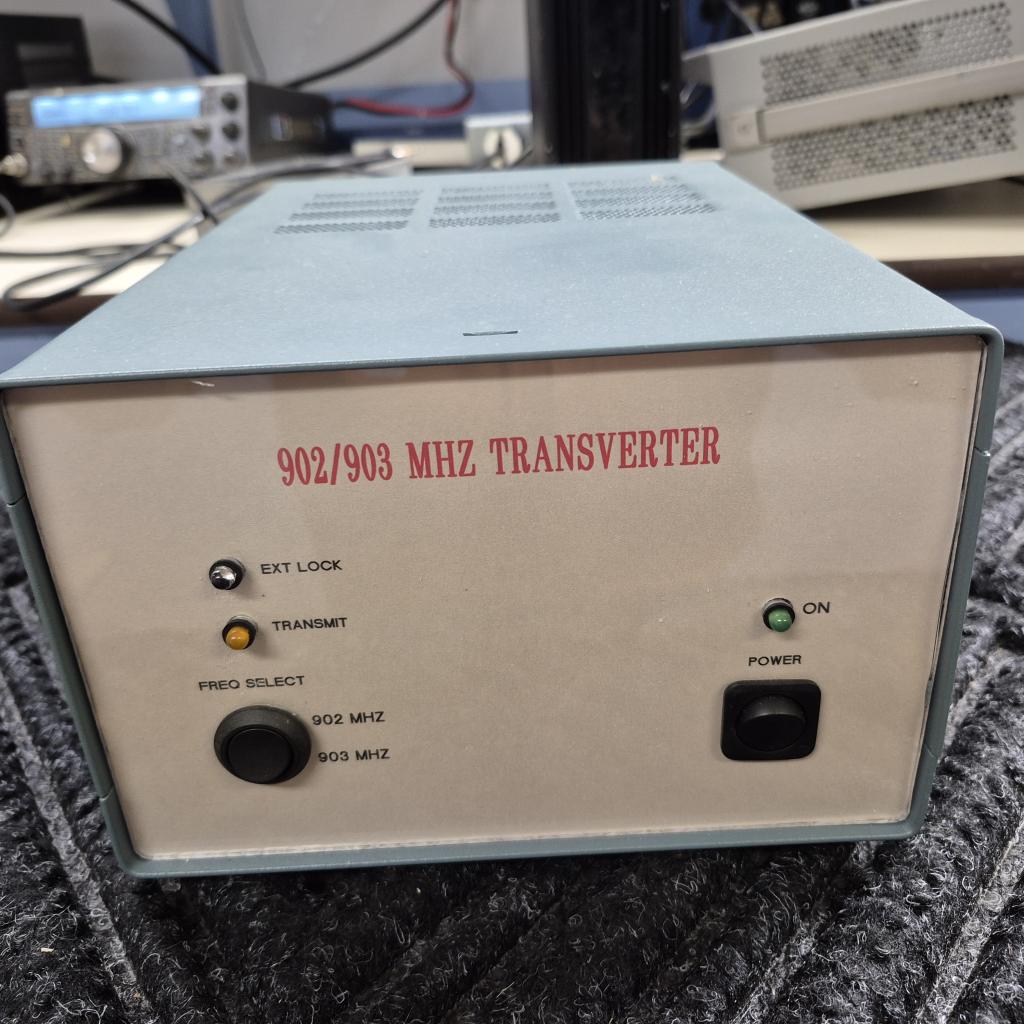 902/903 MHZ TRANSVERTER
EXT LOCK
TRANSMIT
FREQ SELECT
902 MHZ
903 MHZ
ON
POWER